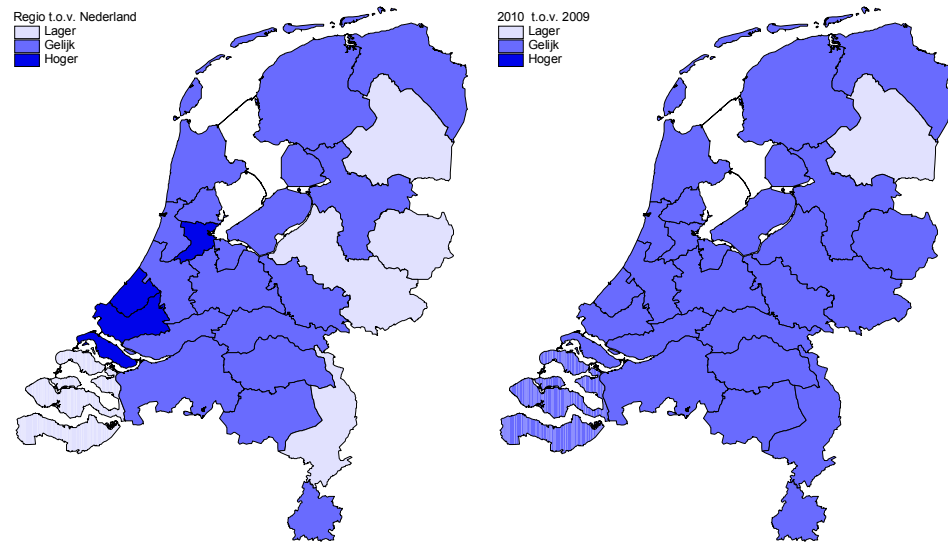 Regio t.o.v. Nederland
Lager
Gelijk
Hoger
2010 t.o.v. 2009
Lager
Gelijk
Hoger